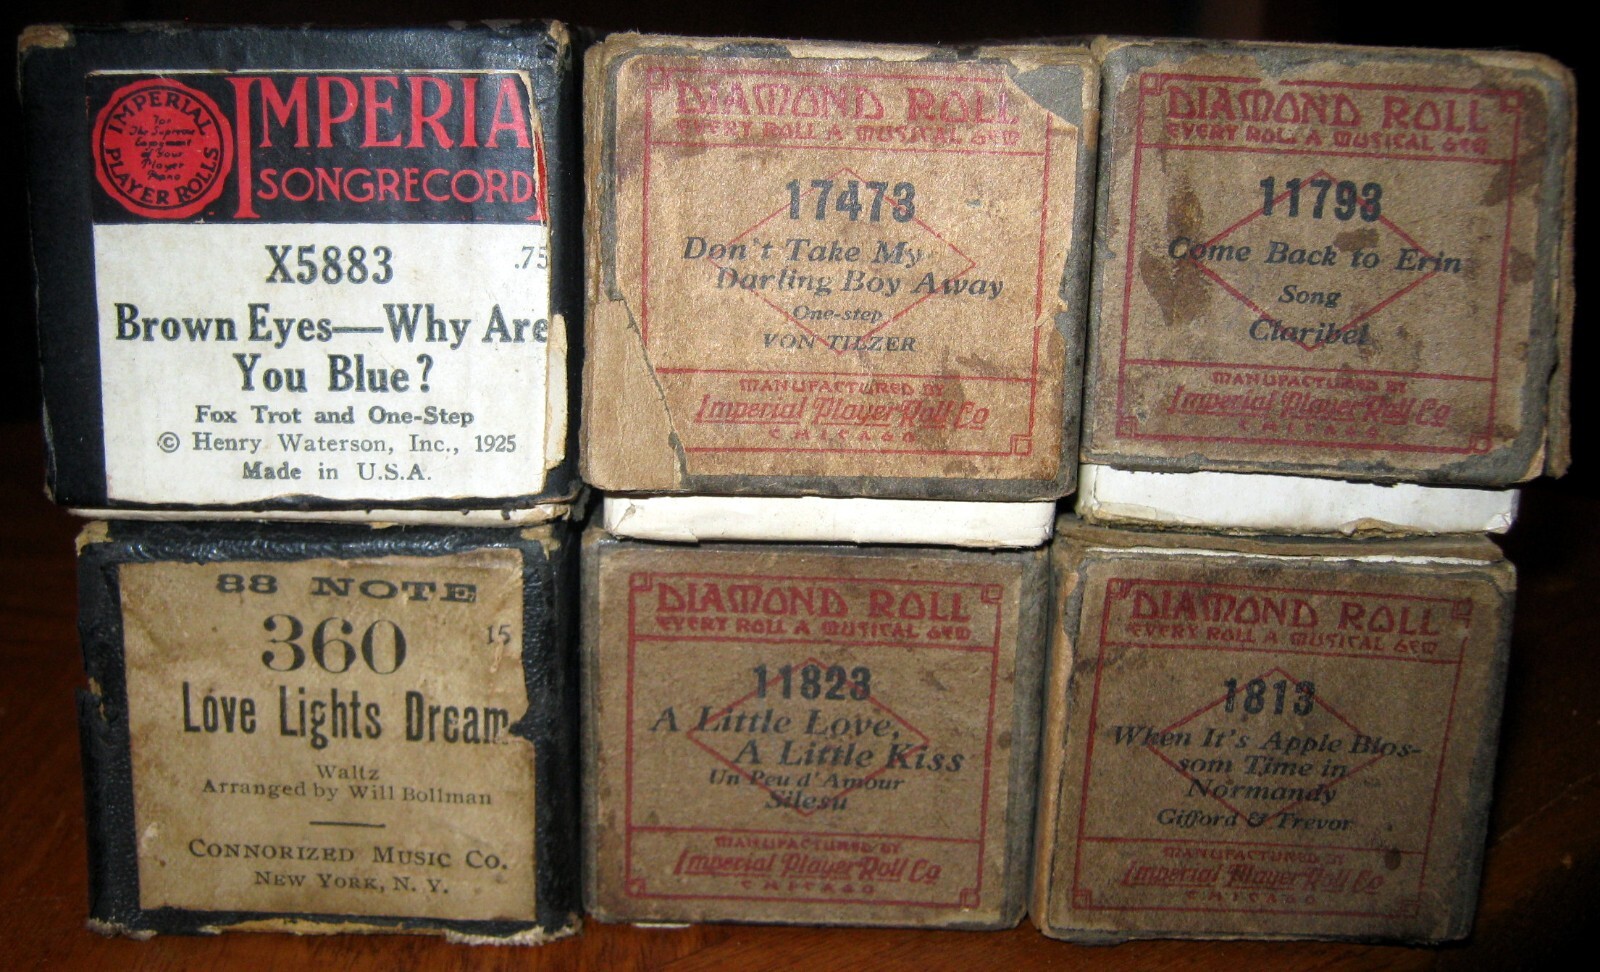 IMPERIAL
PLAYER ROLLS
for
The Supreme
Enjoyment
of Your
Player
Piano
IMPERIA
SONGRECORD
X5883 .75
Brown Eyes—Why Are
You Blue?
Fox Trot and One-Step
© Henry Waterson, Inc., 1925
Made in U.S.A.
DIAMOND ROLL
EVERY ROLL A MUSICAL GEM
17473
Don't Take My
Darling Boy Away
One-step
VON TILZER
MANUFACTURED BY
Imperial Player Roll Co
CHICAGO
DIAMOND ROLL
EVERY ROLL A MUSICAL GEM
11793
Come Back to Erin
Song
Claribel
MANUFACTURED BY
Imperial Player Roll Co
CHICAGO
88 NOTE
360 15
Love Lights Dream
Waltz
Arranged by Will Bollman
CONNORIZED MUSIC CO.
NEW YORK, N. Y.
DIAMOND ROLL
EVERY ROLL A MUSICAL GEM
11823
A Little Love,
A Little Kiss
Un Peu d'Amour
Silesu
MANUFACTURED BY
Imperial Player Roll Co
CHICAGO
DIAMOND ROLL
EVERY ROLL A MUSICAL GEM
1813
When It's Apple Blos-
som Time in
Normandy
Gifford & Trevor
MANUFACTURED BY
Imperial Player Roll Co
CHICAGO